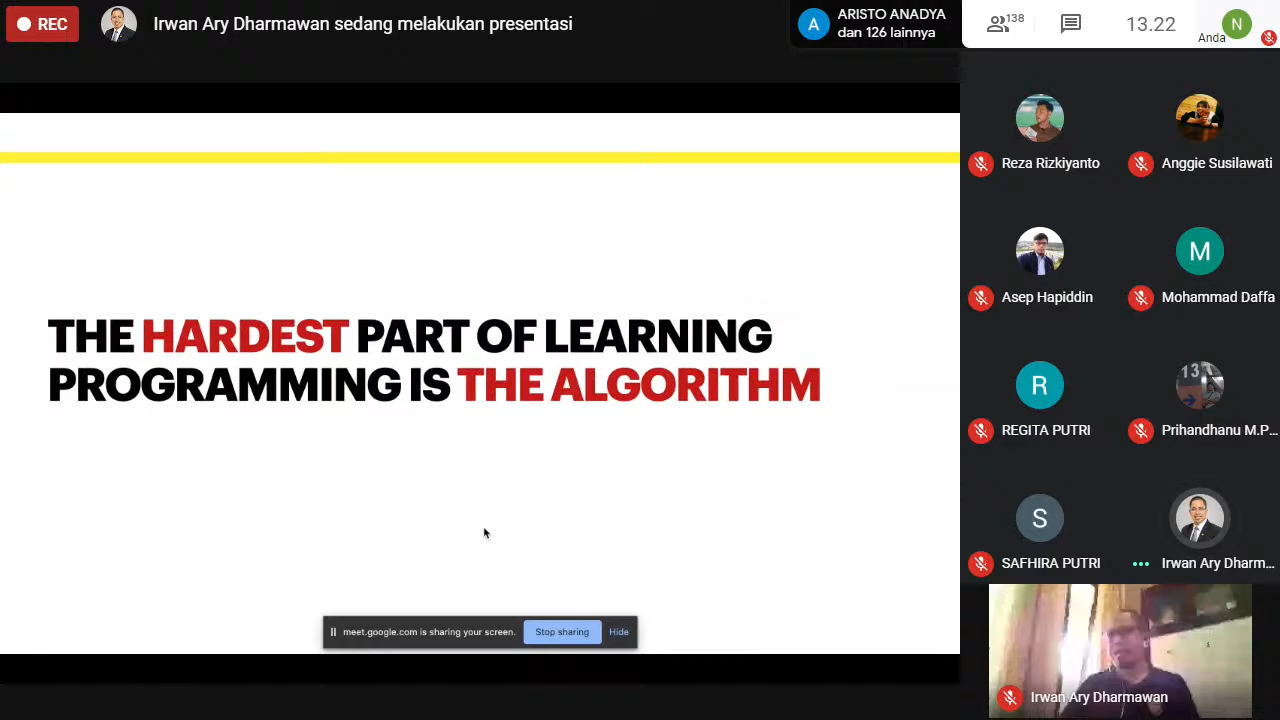 REC
Irwan Ary Dharmawan sedang melakukan presentasi
A
ARISTO ANADYA
dan 126 lainnya
138
13.22
Anda
N
THE HARDEST PART OF LEARNING
PROGRAMMING IS THE ALGORITHM
meet.google.com is sharing your screen.
Stop sharing
Hide
Reza Rizkiyanto
Anggie Susilawati
Asep Hapiddin
M
Mohammad Daffa
R
REGITA PUTRI
13
Prihandhanu M.P...
S
SAFHIRA PUTRI
Irwan Ary Dharm...
Irwan Ary Dharmawan